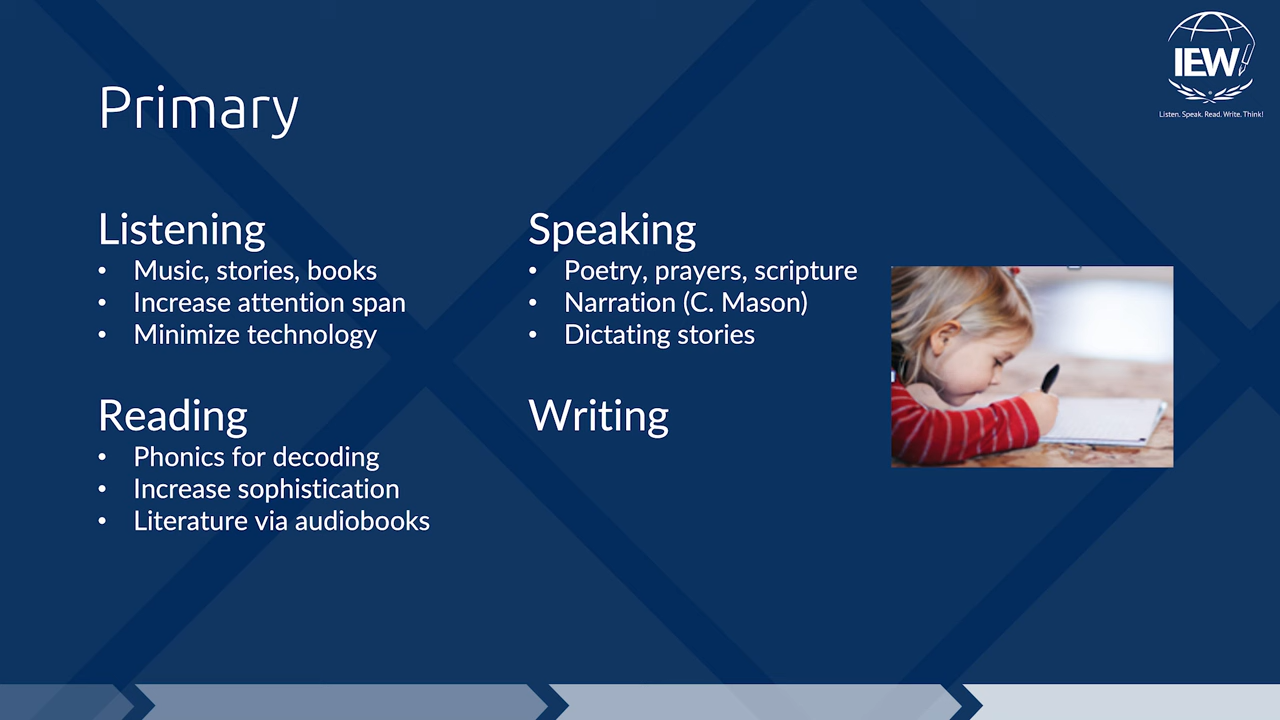 IEW
Listen. Speak. Read. Write. Think!
Primary
Listening
• Music, stories, books
• Increase attention span
• Minimize technology
Speaking
• Poetry, prayers, scripture
• Narration (C. Mason)
• Dictating stories
Reading
• Phonics for decoding
• Increase sophistication
• Literature via audiobooks
Writing